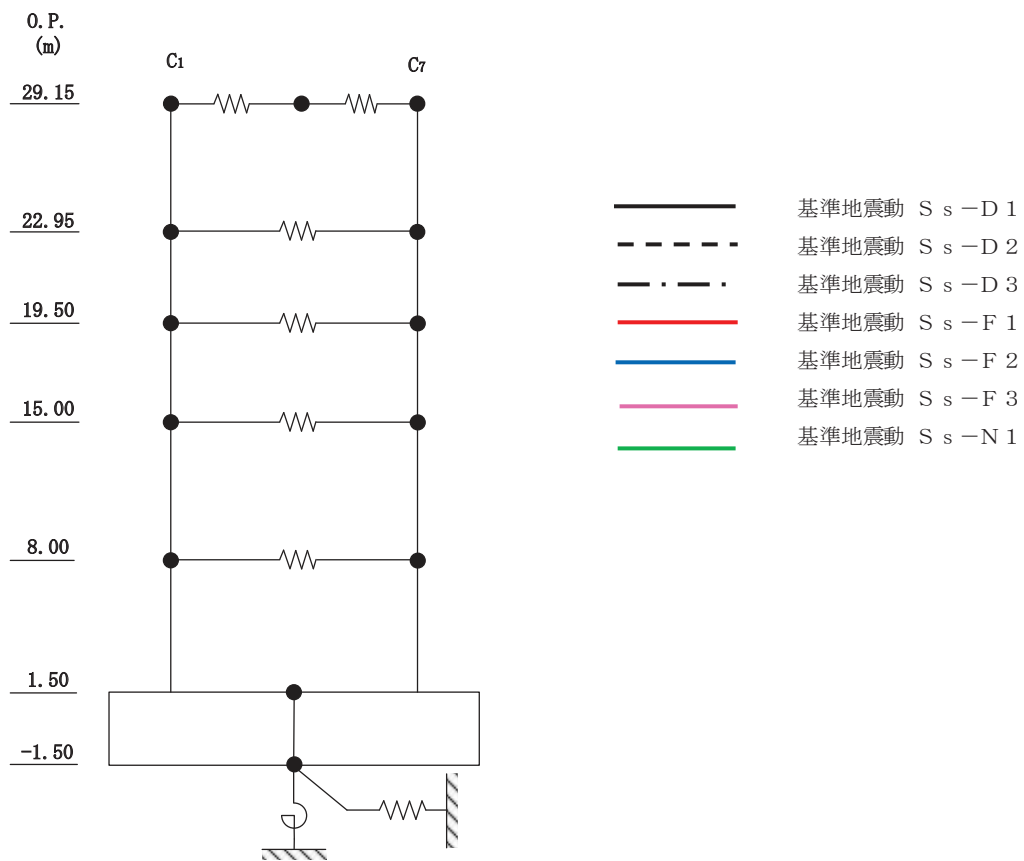 O.P.
(m)
C1
C7
29.15
22.95
19.50
15.00
8.00
1.50
-1.50
基準地震動 Ｓｓ－Ｄ１
基準地震動 Ｓｓ－Ｄ２
基準地震動 Ｓｓ－Ｄ３
基準地震動 Ｓｓ－Ｆ１
基準地震動 Ｓｓ－Ｆ２
基準地震動 Ｓｓ－Ｆ３
基準地震動 Ｓｓ－Ｎ１